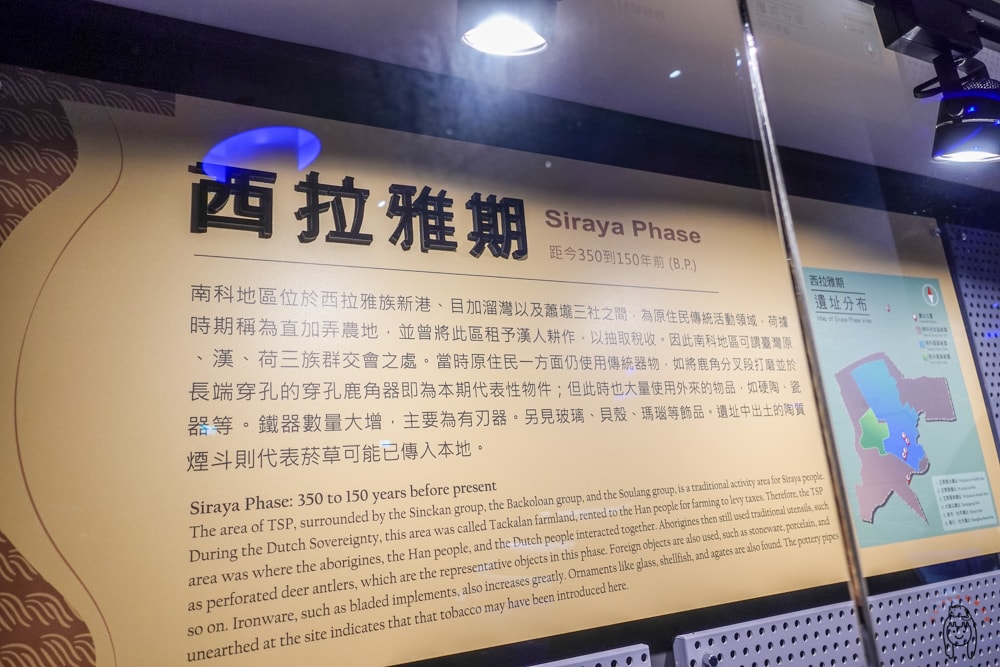 西拉雅期
Siraya Phase
距今350到150年前 (B.P.)
南科地區位於西拉雅族新港、目加溜灣以及蕭壠三社之間，為原住民傳統活動領域，荷據
時期稱為直加弄農地，並曾將此區租予漢人耕作，以抽取稅收。因此南科地區可謂臺灣原
、漢、荷三族群交會之處。當時原住民一方面仍使用傳統器物，如將鹿角分叉段打磨並於
長端穿孔的穿孔鹿角器即為本期代表性物件；但此時也大量使用外來的物品，如硬陶、瓷
器等。鐵器數量大增，主要為有刃器。另見玻璃、貝殼、瑪瑙等飾品。遺址中出土的陶質
煙斗則代表菸草可能已傳入本地。
Siraya Phase: 350 to 150 years before present
The area of TSP, surrounded by the Sinckan group, the Backoloan group, and the Soulang group, is a traditional activity area for Siraya people.
During the Dutch Sovereignty, this area was called Tackalan farmland, rented to the Han people for farming to levy taxes. Therefore, the TSP
area was where the aborigines, the Han people, and the Dutch people interacted together. Aborigines then still used traditional utensils, such
as perforated deer antlers, which are the representative objects in this phase. Foreign objects are also used, such as stoneware, porcelain, and
so on. Ironware, such as bladed implements, also increases greatly. Ornaments like glass, shellfish, and agates are also found. The pottery pipes
unearthed at the site indicates that that tobacco may have been introduced here.
西拉雅期
遺址分布
Map of Siraya Phase Sites